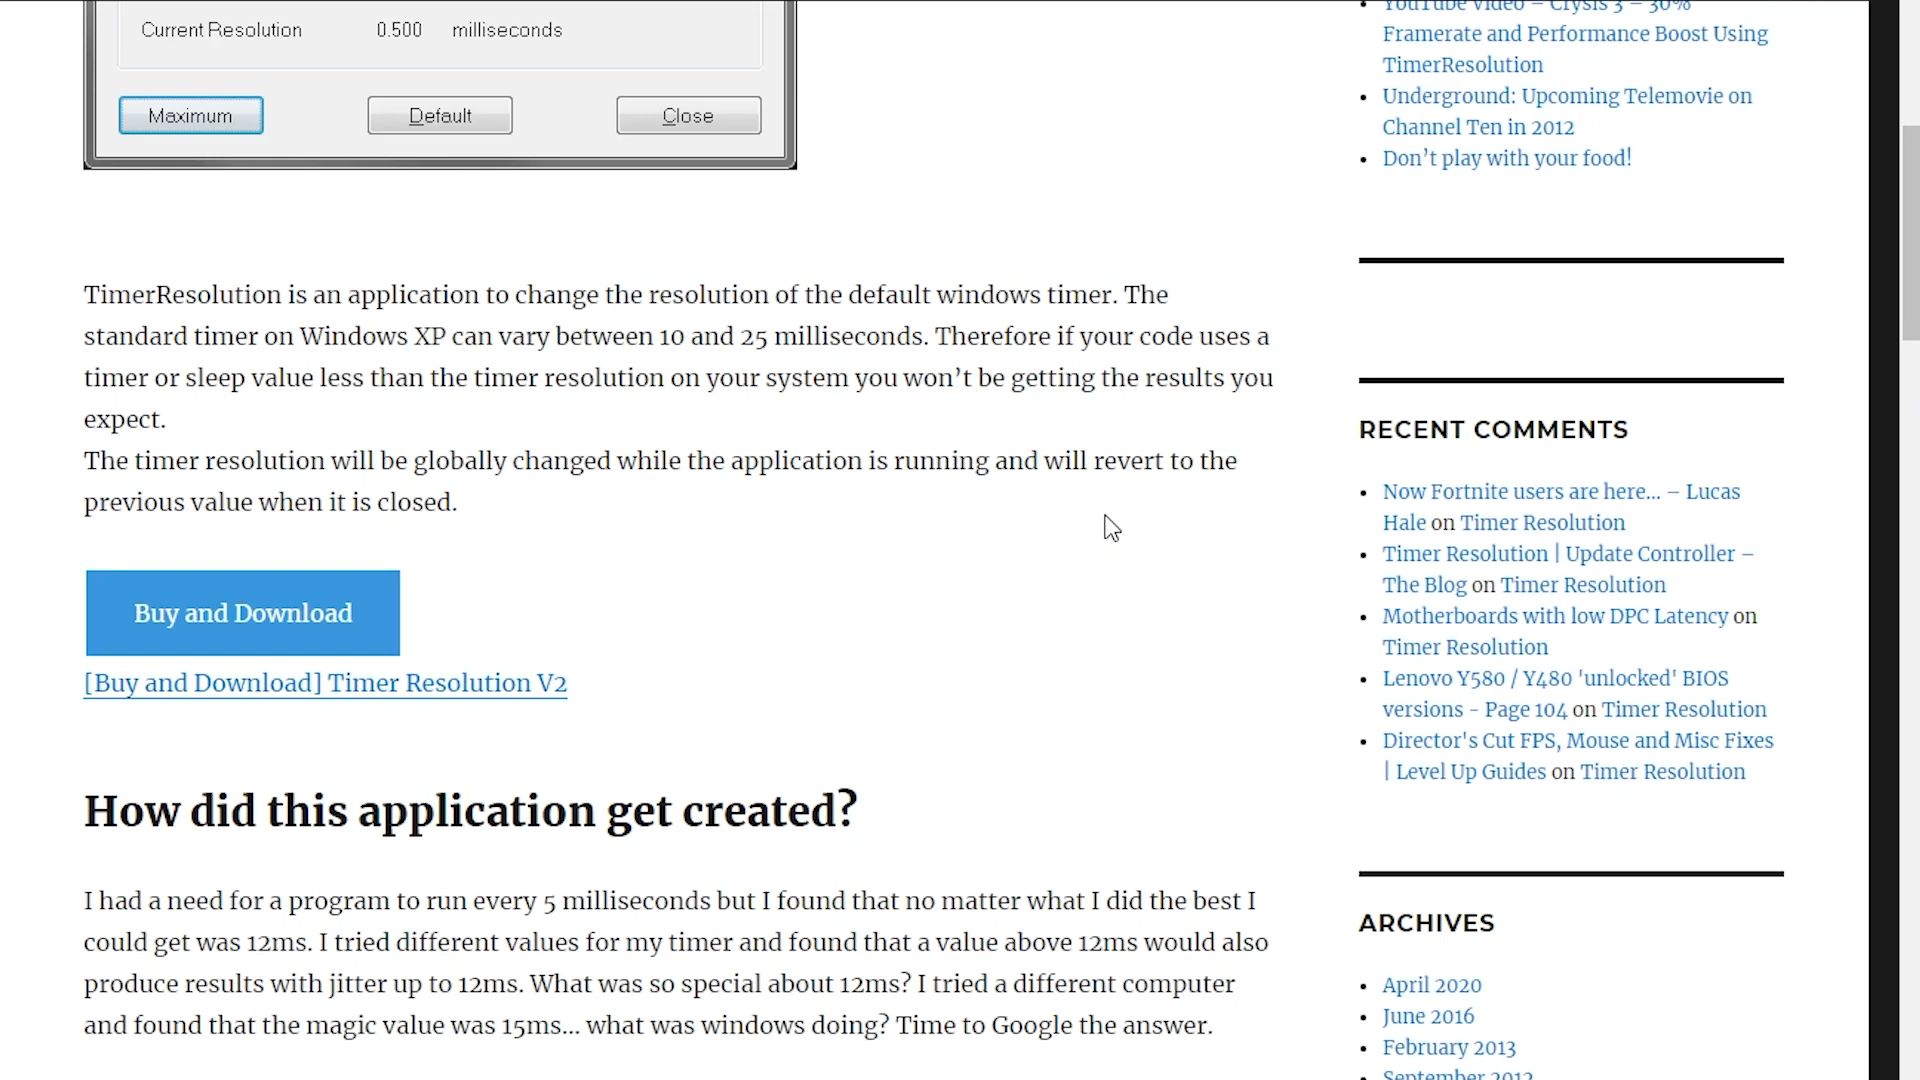 Current Resolution 0.500 milliseconds
Maximum Default Close
TimerResolution is an application to change the resolution of the default windows timer. The
standard timer on Windows XP can vary between 10 and 25 milliseconds. Therefore if your code uses a
timer or sleep value less than the timer resolution on your system you won’t be getting the results you
expect.
The timer resolution will be globally changed while the application is running and will revert to the
previous value when it is closed.
Buy and Download
[Buy and Download] Timer Resolution V2
How did this application get created?
I had a need for a program to run every 5 milliseconds but I found that no matter what I did the best I
could get was 12ms. I tried different values for my timer and found that a value above 12ms would also
produce results with jitter up to 12ms. What was so special about 12ms? I tried a different computer
and found that the magic value was 15ms… what was windows doing? Time to Google the answer.
YouTube video – Crysis 3 – 30%
Framerate and Performance Boost Using
TimerResolution
Underground: Upcoming Telemovie on
Channel Ten in 2012
Don’t play with your food!
RECENT COMMENTS
Now Fortnite users are here… – Lucas
Hale on Timer Resolution
Timer Resolution | Update Controller –
The Blog on Timer Resolution
Motherboards with low DPC Latency on
Timer Resolution
Lenovo Y580 / Y480 'unlocked' BIOS
versions - Page 104 on Timer Resolution
Director's Cut FPS, Mouse and Misc Fixes
| Level Up Guides on Timer Resolution
ARCHIVES
April 2020
June 2016
February 2013
September 2012